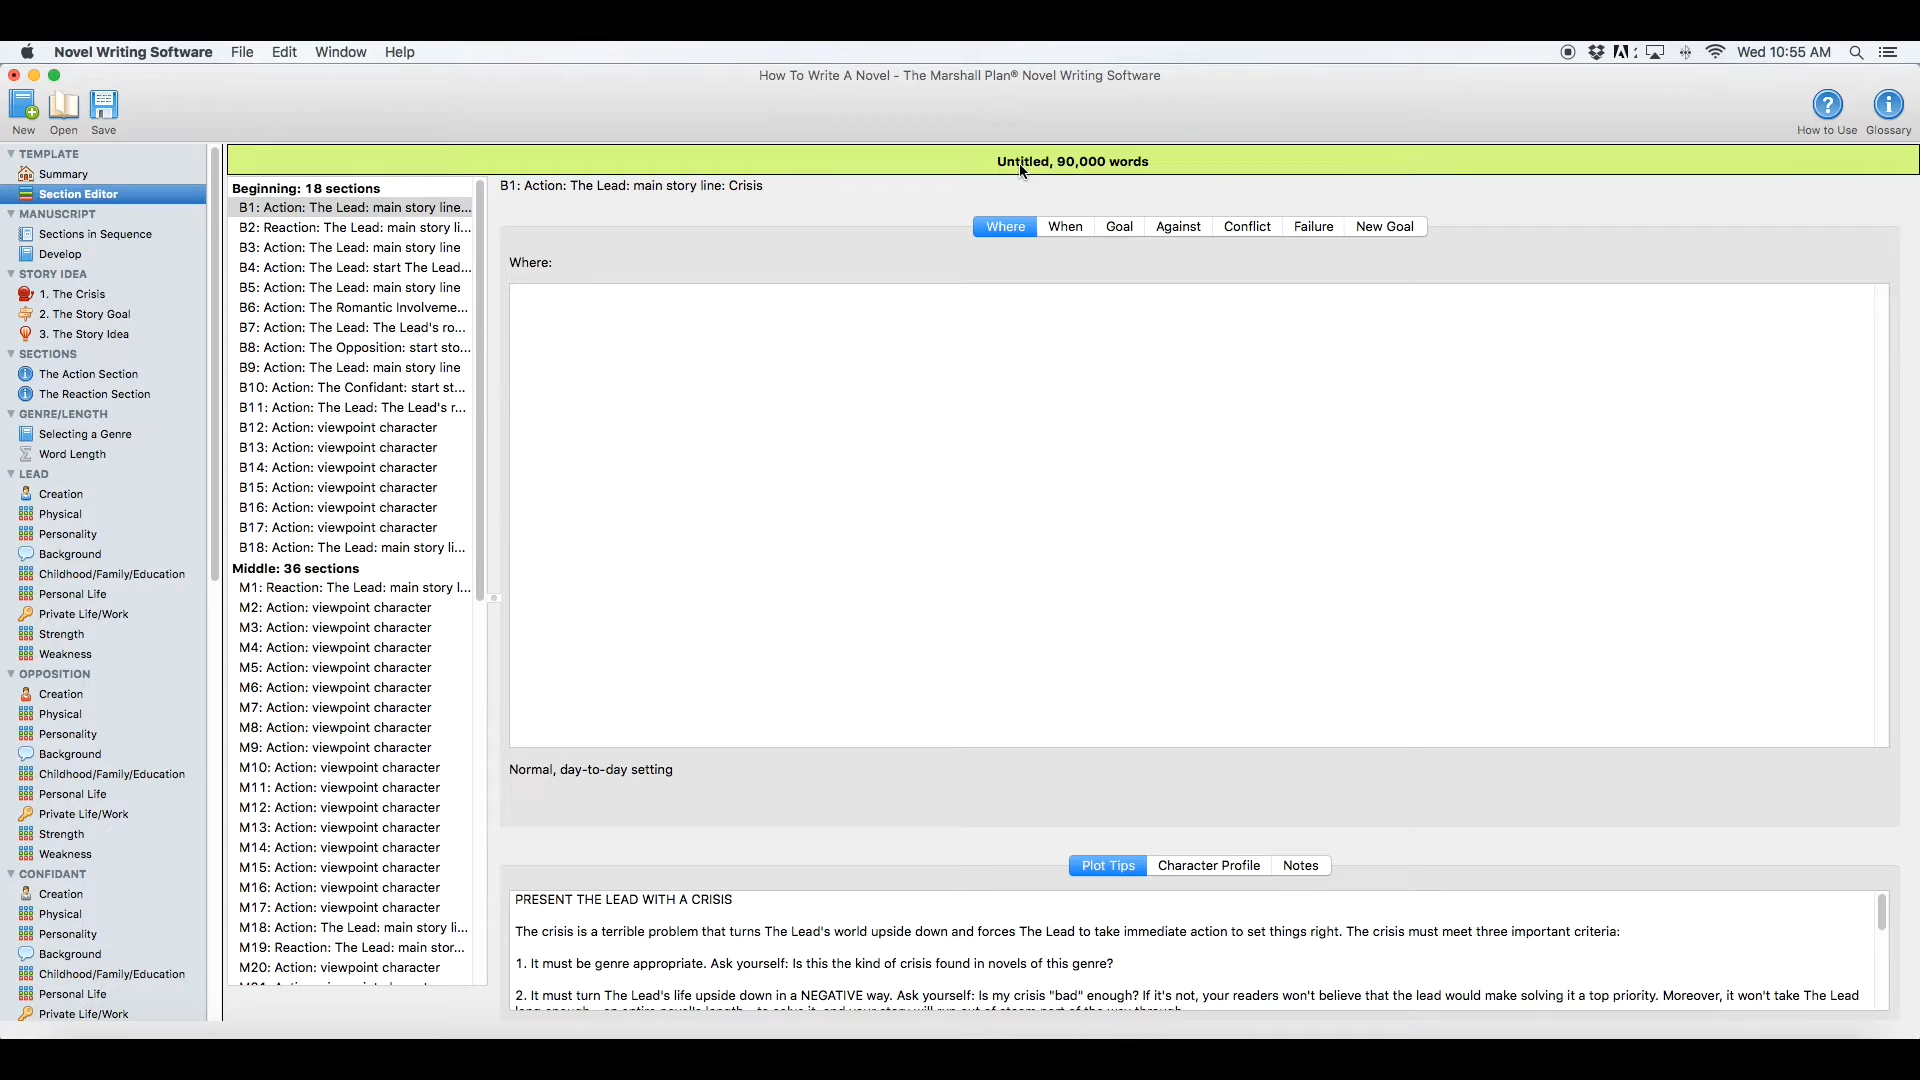 Novel Writing Software File Edit Window Help
Wed 10:55 AM
How To Write A Novel - The Marshall Plan® Novel Writing Software
New Open Save
How to Use Glossary
TEMPLATE
Summary
Section Editor
MANUSCRIPT
Sections in Sequence
Develop
STORY IDEA
1. The Crisis
2. The Story Goal
3. The Story Idea
SECTIONS
The Action Section
The Reaction Section
GENRE/LENGTH
Selecting a Genre
Word Length
LEAD
Creation
Physical
Personality
Background
Childhood/Family/Education
Personal Life
Private Life/Work
Strength
Weakness
OPPOSITION
Creation
Physical
Personality
Background
Childhood/Family/Education
Personal Life
Private Life/Work
Strength
Weakness
CONFIDANT
Creation
Physical
Personality
Background
Childhood/Family/Education
Personal Life
Private Life/Work
Untitled, 90,000 words
Beginning: 18 sections
B1: Action: The Lead: main story line...
B2: Reaction: The Lead: main story li...
B3: Action: The Lead: main story line
B4: Action: The Lead: start The Lead...
B5: Action: The Lead: main story line
B6: Action: The Romantic Involveme...
B7: Action: The Lead: The Lead's ro...
B8: Action: The Opposition: start sto...
B9: Action: The Lead: main story line
B10: Action: The Confidant: start st...
B11: Action: The Lead: The Lead's r...
B12: Action: viewpoint character
B13: Action: viewpoint character
B14: Action: viewpoint character
B15: Action: viewpoint character
B16: Action: viewpoint character
B17: Action: viewpoint character
B18: Action: The Lead: main story li...
Middle: 36 sections
M1: Reaction: The Lead: main story l...
M2: Action: viewpoint character
M3: Action: viewpoint character
M4: Action: viewpoint character
M5: Action: viewpoint character
M6: Action: viewpoint character
M7: Action: viewpoint character
M8: Action: viewpoint character
M9: Action: viewpoint character
M10: Action: viewpoint character
M11: Action: viewpoint character
M12: Action: viewpoint character
M13: Action: viewpoint character
M14: Action: viewpoint character
M15: Action: viewpoint character
M16: Action: viewpoint character
M17: Action: viewpoint character
M18: Action: The Lead: main story li...
M19: Reaction: The Lead: main stor...
M20: Action: viewpoint character
B1: Action: The Lead: main story line: Crisis
Where When Goal Against Conflict Failure New Goal
Where:
Normal, day-to-day setting
Plot Tips Character Profile Notes
PRESENT THE LEAD WITH A CRISIS
The crisis is a terrible problem that turns The Lead's world upside down and forces The Lead to take immediate action to set things right. The crisis must meet three important criteria:
1. It must be genre appropriate. Ask yourself: Is this the kind of crisis found in novels of this genre?
2. It must turn The Lead's life upside down in a NEGATIVE way. Ask yourself: Is my crisis "bad" enough? If it's not, your readers won't believe that the lead would make solving it a top priority. Moreover, it won't take The Lead